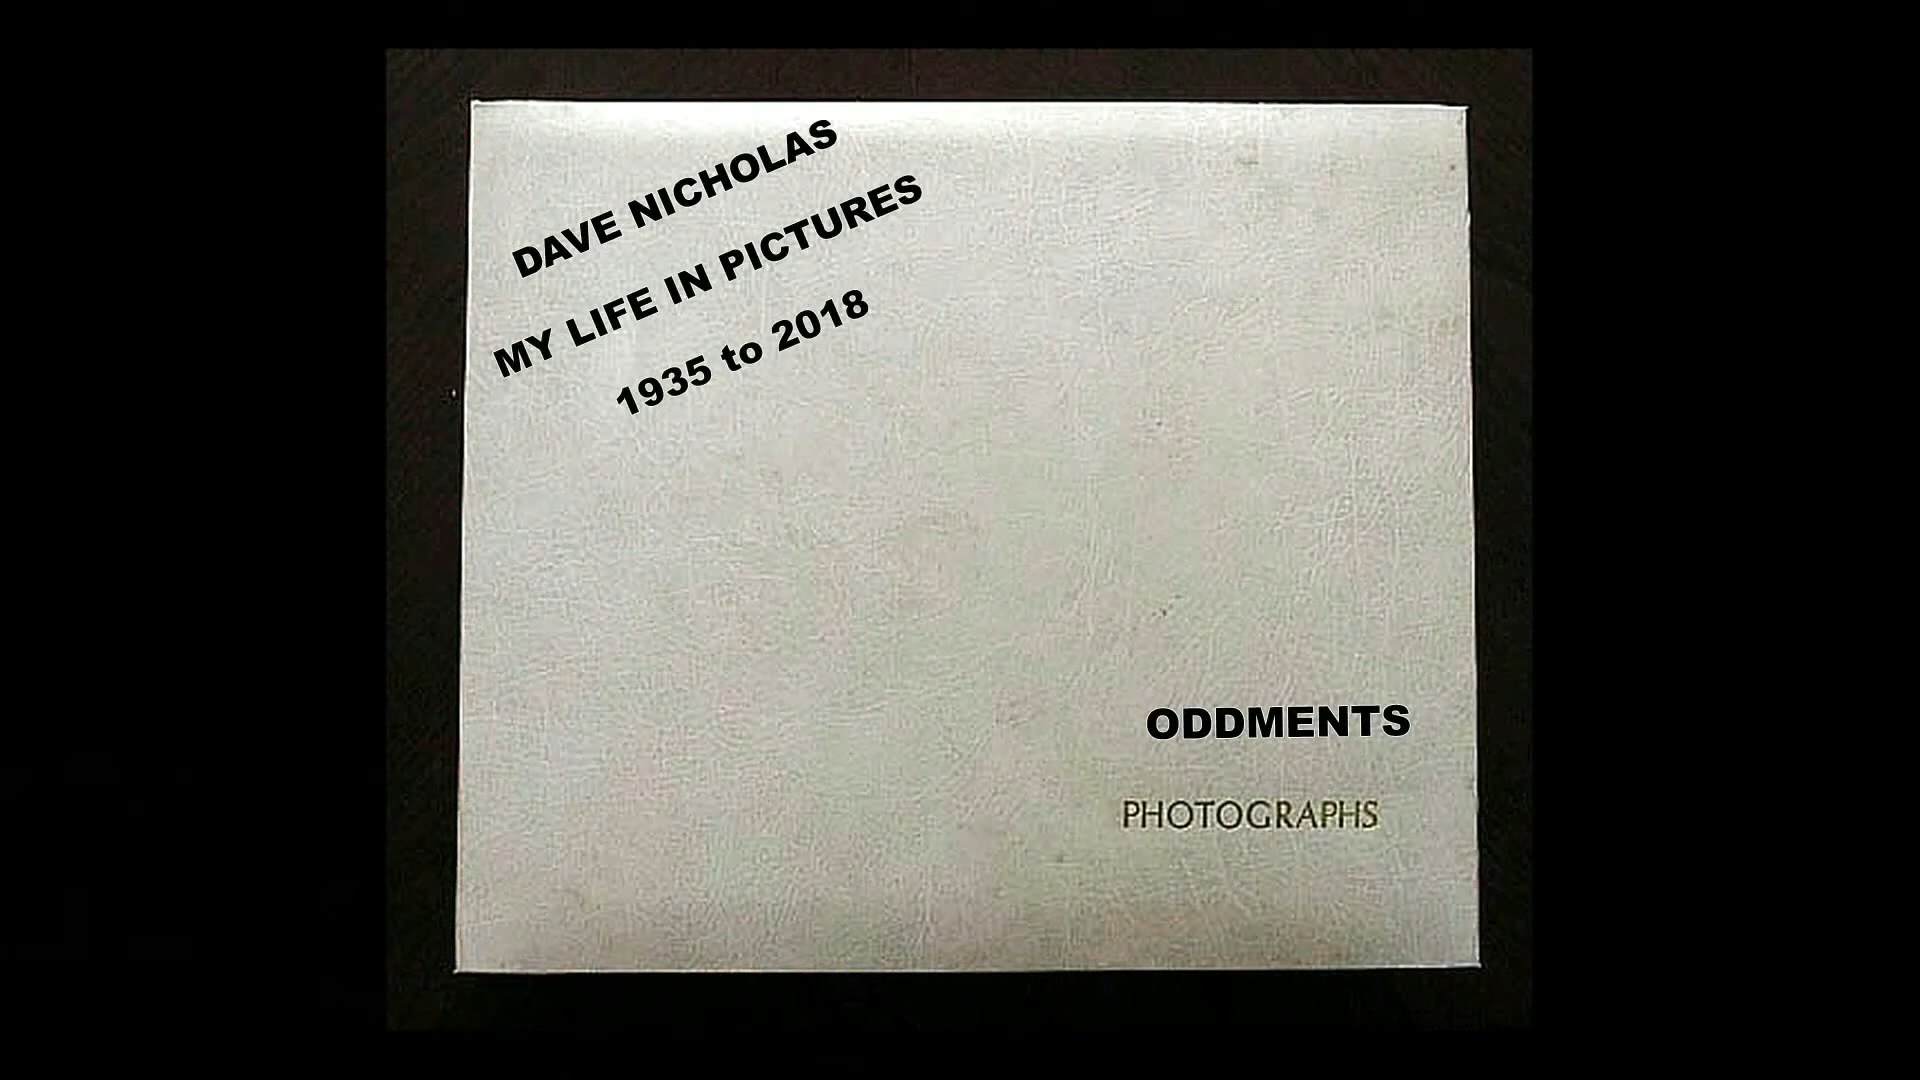 DAVE NICHOLAS
MY LIFE IN PICTURES
1935 to 2018
ODDMENTS
PHOTOGRAPHS